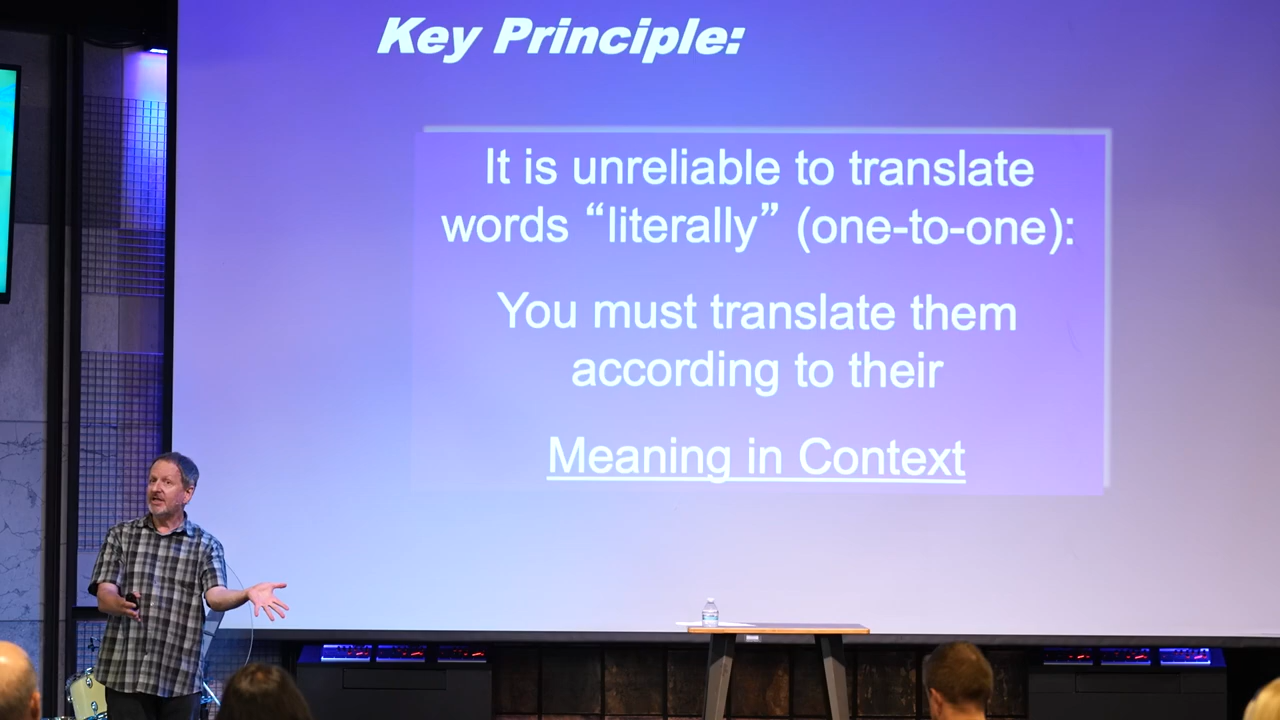 Key Principle:
It is unreliable to translate
words “literally” (one-to-one):
You must translate them
according to their
Meaning in Context